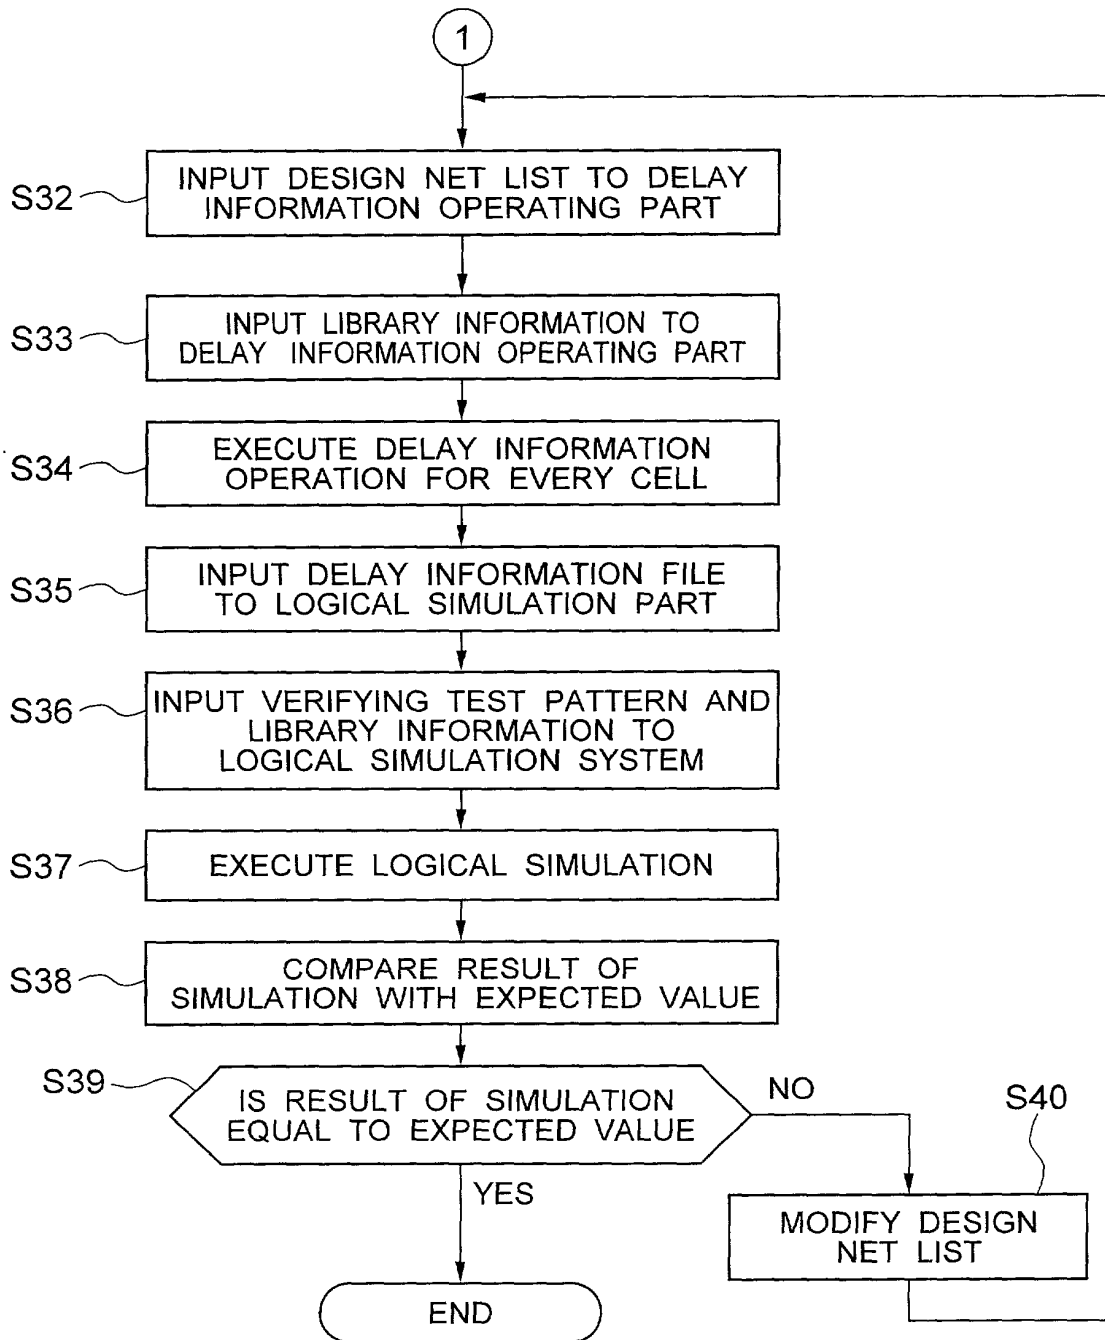 1
S32
INPUT DESIGN NET LIST TO DELAY
INFORMATION OPERATING PART
S33
INPUT LIBRARY INFORMATION TO
DELAY INFORMATION OPERATING PART
S34
EXECUTE DELAY INFORMATION
OPERATION FOR EVERY CELL
S35
INPUT DELAY INFORMATION FILE
TO LOGICAL SIMULATION PART
S36
INPUT VERIFYING TEST PATTERN AND
LIBRARY INFORMATION TO
LOGICAL SIMULATION SYSTEM
S37
EXECUTE LOGICAL SIMULATION
S38
COMPARE RESULT OF
SIMULATION WITH EXPECTED VALUE
S39
IS RESULT OF SIMULATION
EQUAL TO EXPECTED VALUE
NO
S40
YES
MODIFY DESIGN
NET LIST
END